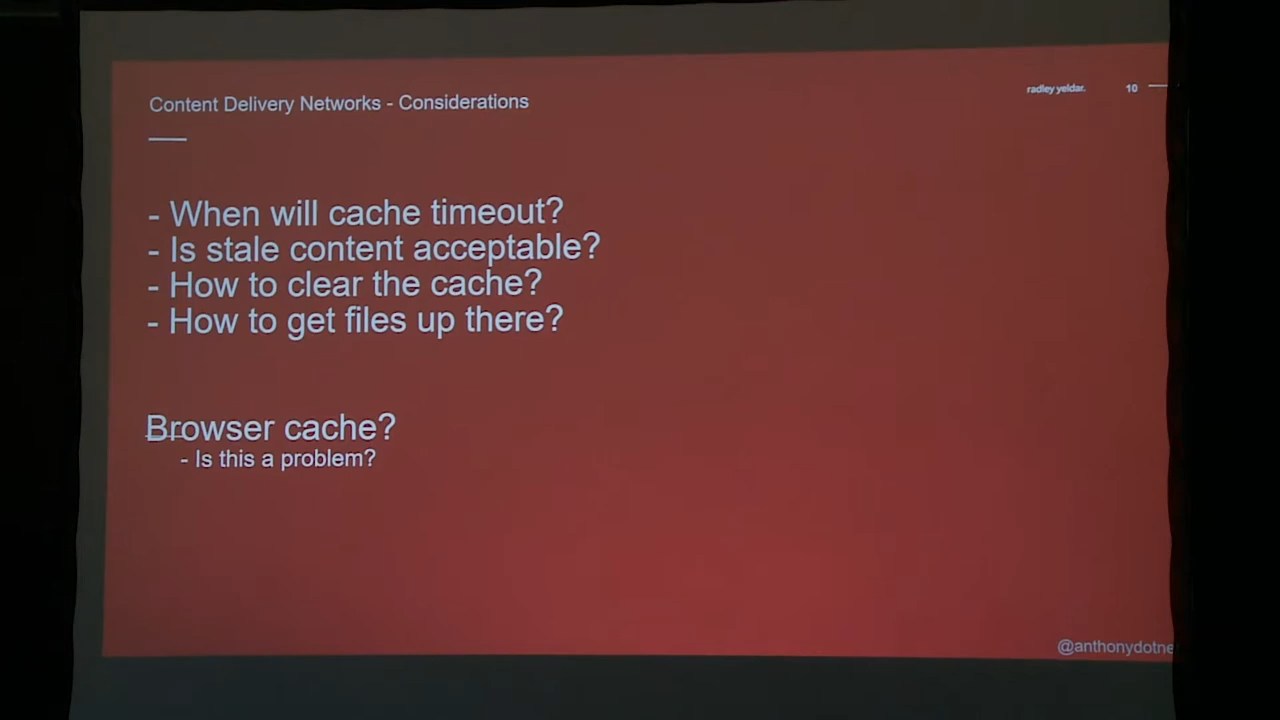 Content Delivery Networks - Considerations
radley yeldar.
10
- When will cache timeout?
- Is stale content acceptable?
- How to clear the cache?
- How to get files up there?
Browser cache?
- Is this a problem?
@anthonydotne